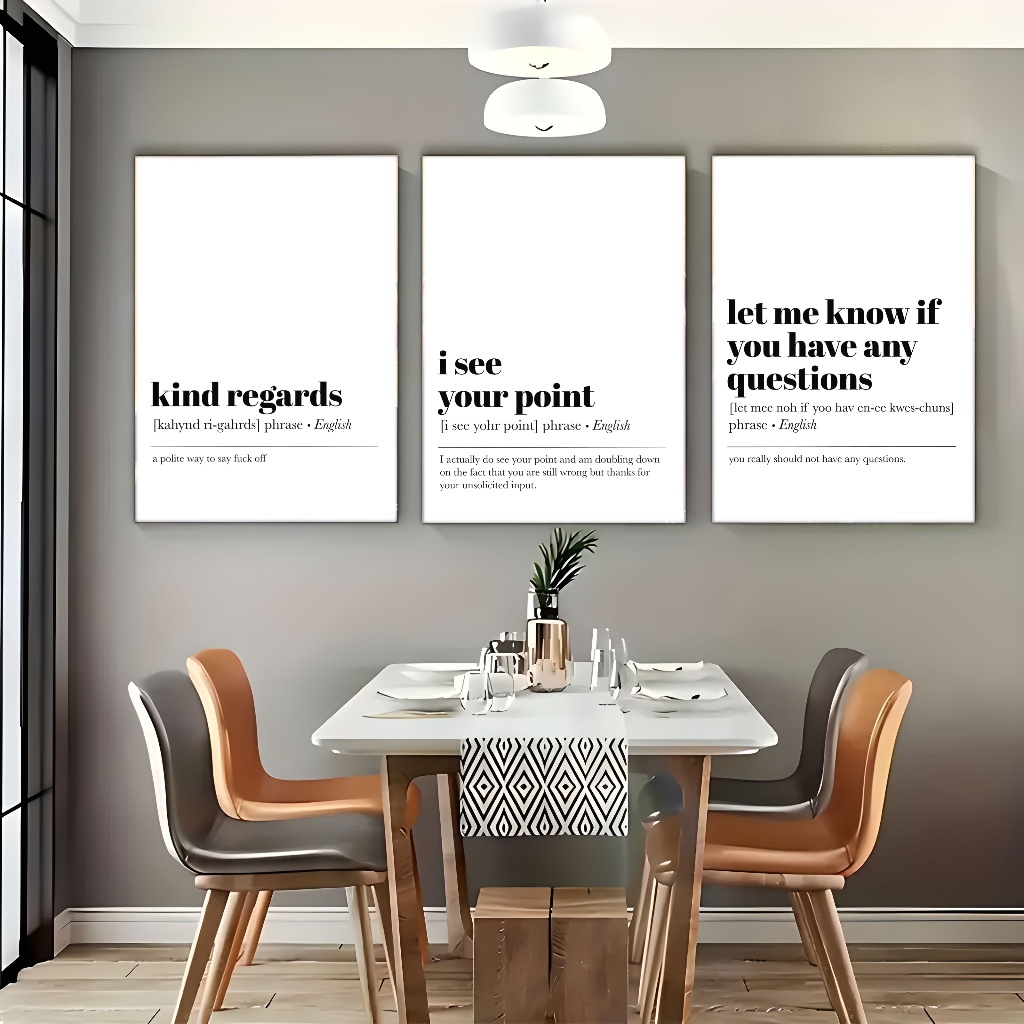 kind regards
[kahynd ri-gahrds] phrase • English
a polite way to say fuck off
i see
your point
[i see yohr point] phrase • English
I actually do see your point and am doubling down
on the fact that you are still wrong but thanks for
your unsolicited input.
let me know if
you have any
questions
[let mee noh if yoo hav en-ee kwes-chuns]
phrase • English
you really should not have any questions.